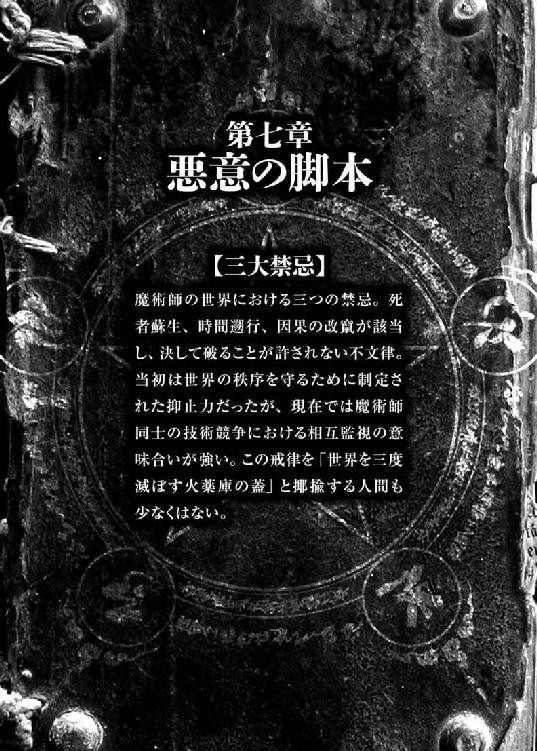 第七章
悪意の脚本
【三大禁忌】
魔術師の世界における三つの禁忌。死
者蘇生、時間遡行、因果の改竄が該当
し、決して破ることが許されない不文律。
当初は世界の秩序を守るために制定さ
れた抑止力だったが、現在では魔術師
同士の技術競争における相互監視の意
味合いが強い。この戒律を「世界を三度
滅ぼす火薬庫の蓋」と揶揄する人間も
少なくはない。